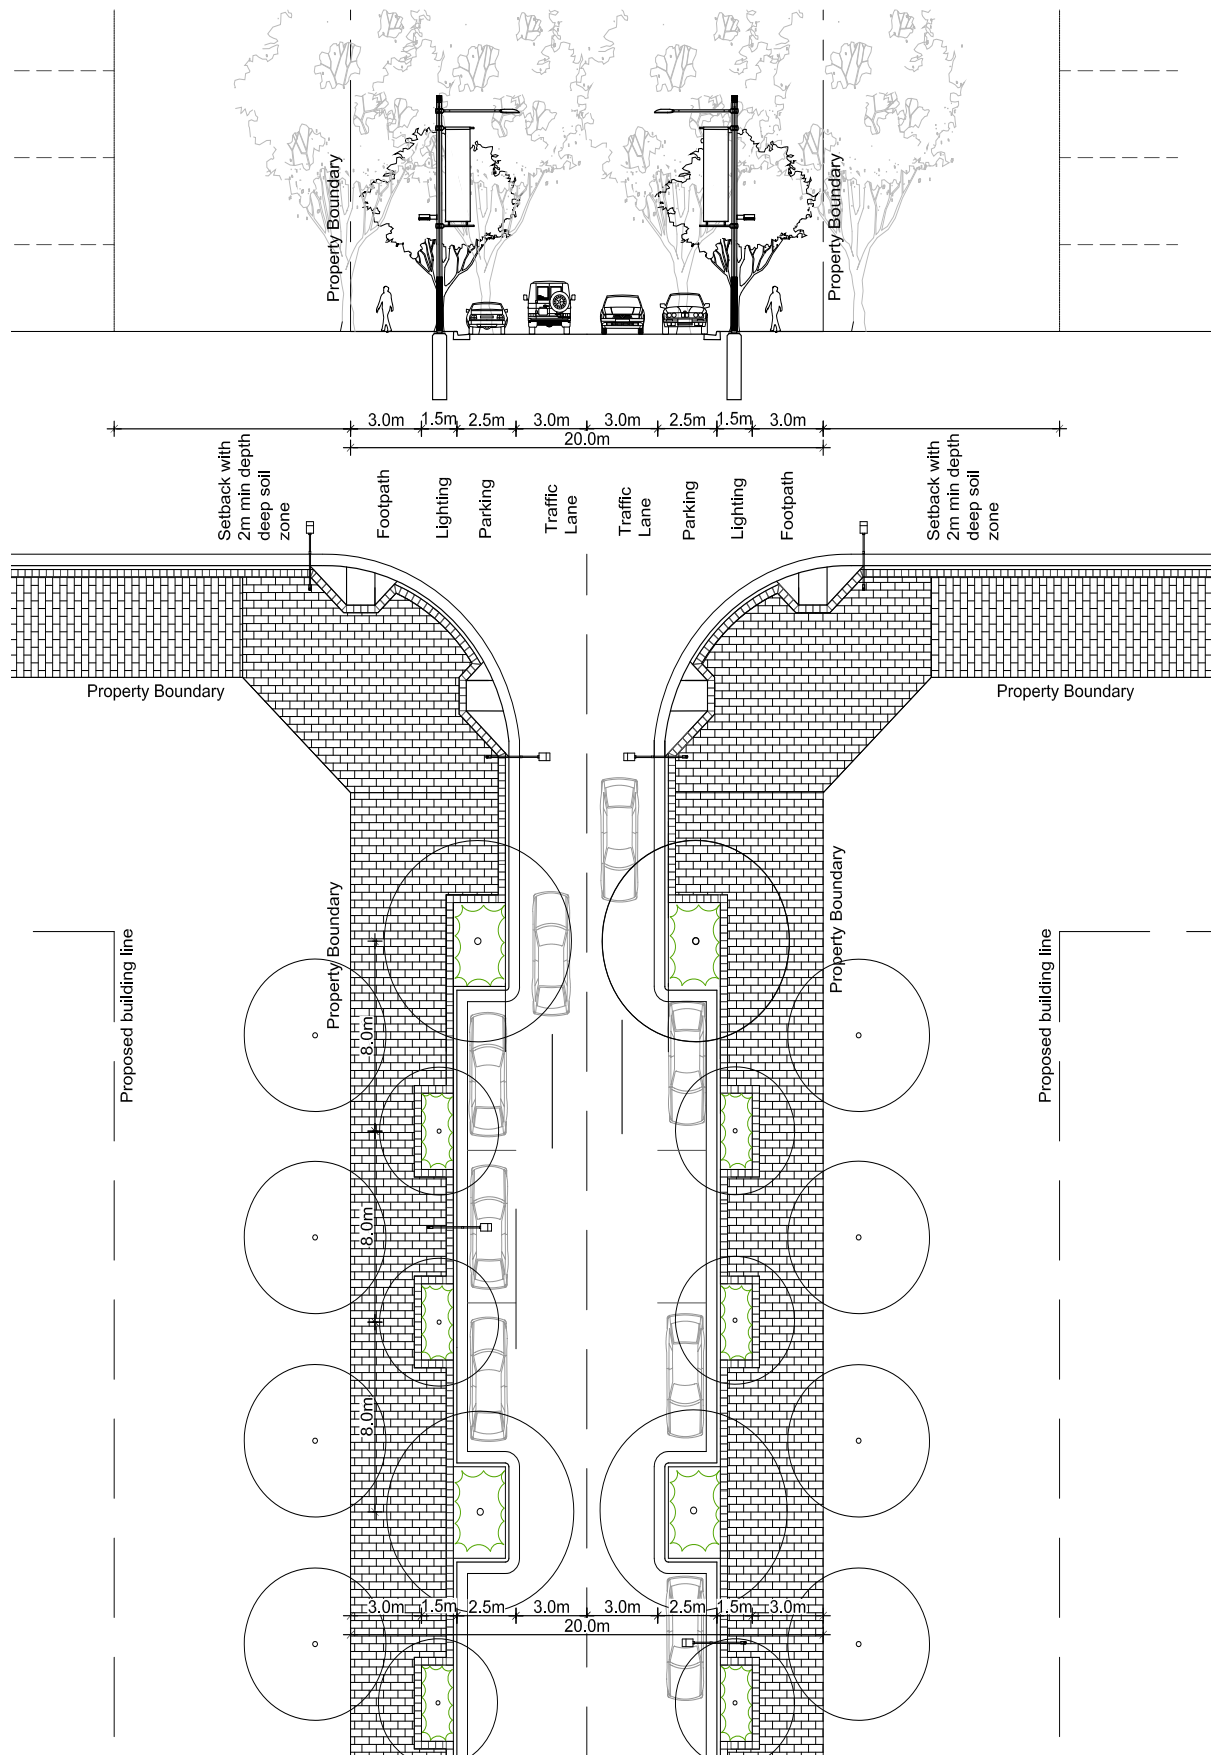 Property Boundary
Property Boundary
3.0m 1.5m 2.5m 3.0m 3.0m 2.5m 1.5m 3.0m
20.0m
Setback with
2m min depth
deep soil
zone
Footpath
Lighting
Parking
Traffic
Lane
Traffic
Lane
Parking
Lighting
Footpath
Setback with
2m min depth
deep soil
zone
Property Boundary
Property Boundary
Property Boundary
Property Boundary
Proposed building line
Proposed building line
8.0m
8.0m
8.0m
3.0m 1.5m 2.5m 3.0m 3.0m 2.5m 1.5m 3.0m
20.0m